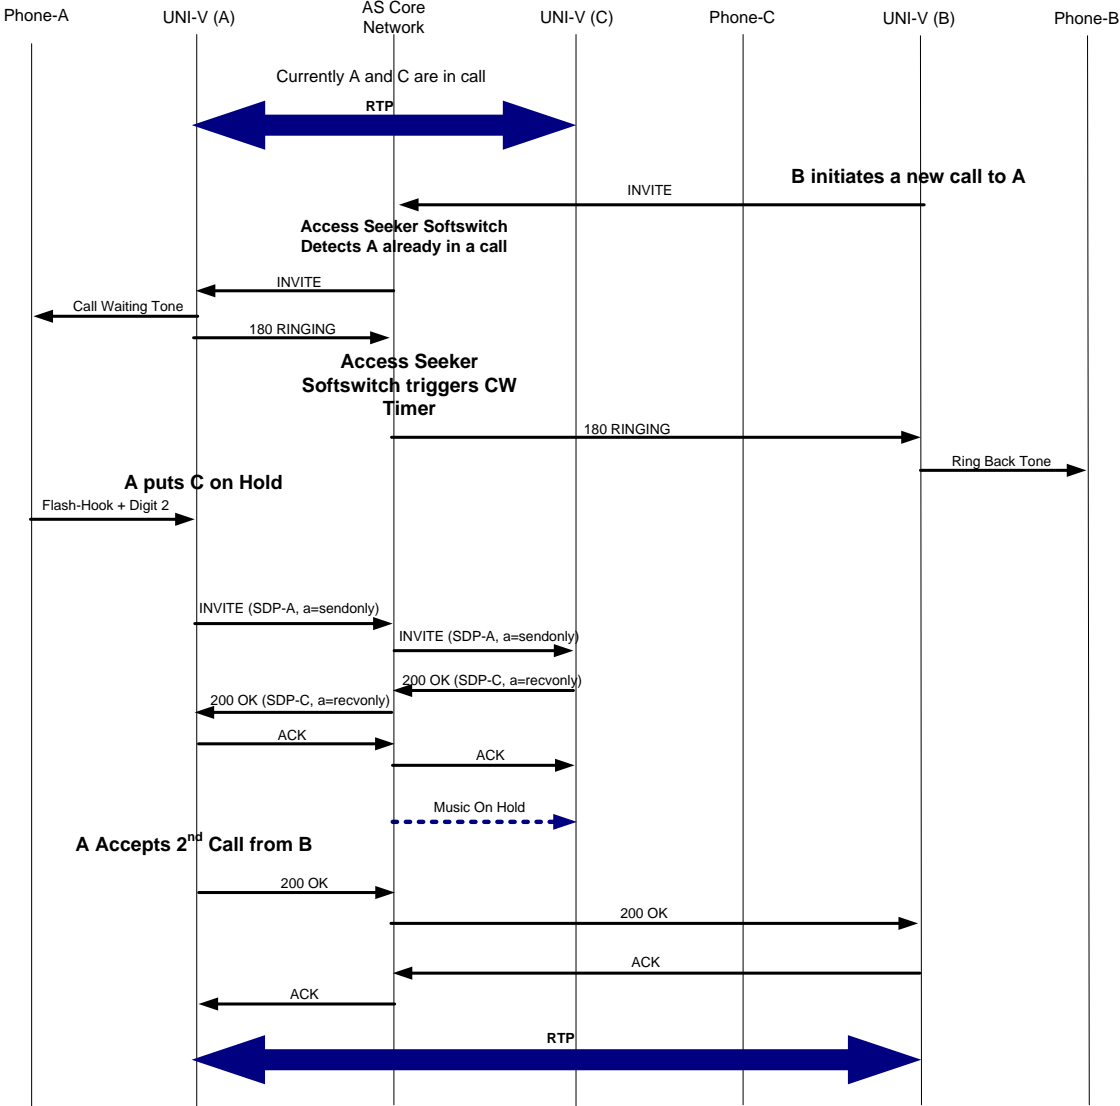 Phone-A
UNI-V (A)
AS Core
Network
UNI-V (C)
Phone-C
UNI-V (B)
Phone-B
Currently A and C are in call
RTP
B initiates a new call to A
INVITE
Access Seeker Softswitch
Detects A already in a call
INVITE
Call Waiting Tone
180 RINGING
Access Seeker
Softswitch triggers CW
Timer
180 RINGING
Ring Back Tone
A puts C on Hold
Flash-Hook + Digit 2
INVITE (SDP-A, a=sendonly)
INVITE (SDP-A, a=sendonly)
200 OK (SDP-C, a=recvonly)
200 OK (SDP-C, a=recvonly)
ACK
ACK
Music On Hold
A Accepts 2nd Call from B
200 OK
200 OK
ACK
ACK
RTP